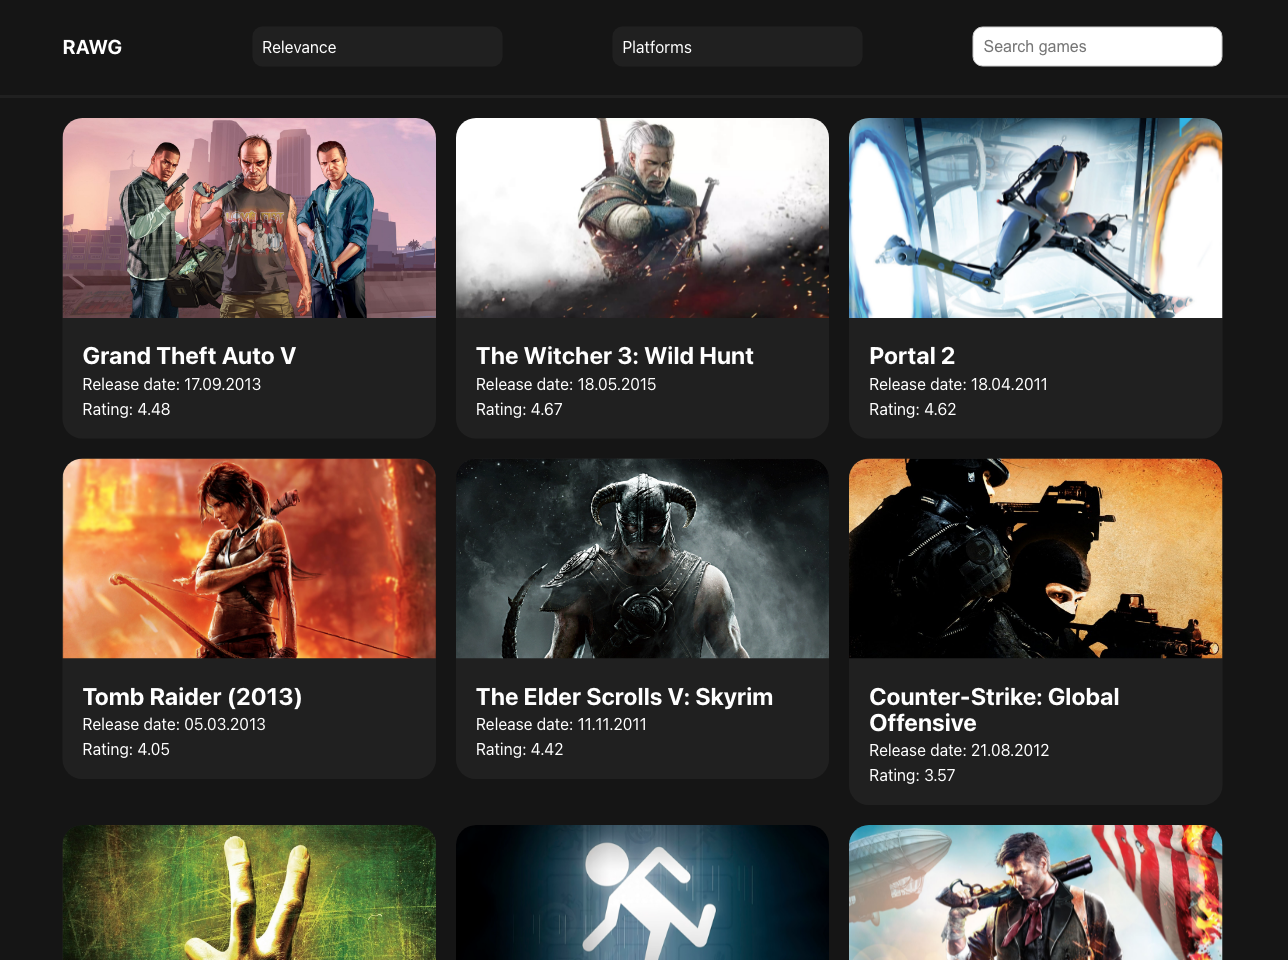 RAWG
Relevance
Platforms
Search games
Grand Theft Auto V
Release date: 17.09.2013
Rating: 4.48
The Witcher 3: Wild Hunt
Release date: 18.05.2015
Rating: 4.67
Portal 2
Release date: 18.04.2011
Rating: 4.62
Tomb Raider (2013)
Release date: 05.03.2013
Rating: 4.05
The Elder Scrolls V: Skyrim
Release date: 11.11.2011
Rating: 4.42
Counter-Strike: Global
Offensive
Release date: 21.08.2012
Rating: 3.57